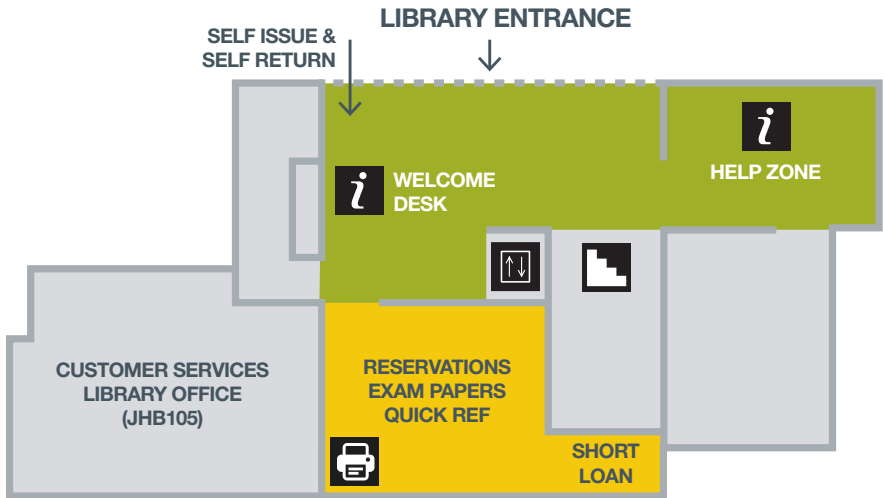 LIBRARY ENTRANCE
SELF ISSUE &
SELF RETURN
i
HELP ZONE
i
WELCOME
DESK
CUSTOMER SERVICES
LIBRARY OFFICE
(JHB105)
RESERVATIONS
EXAM PAPERS
QUICK REF
SHORT
LOAN